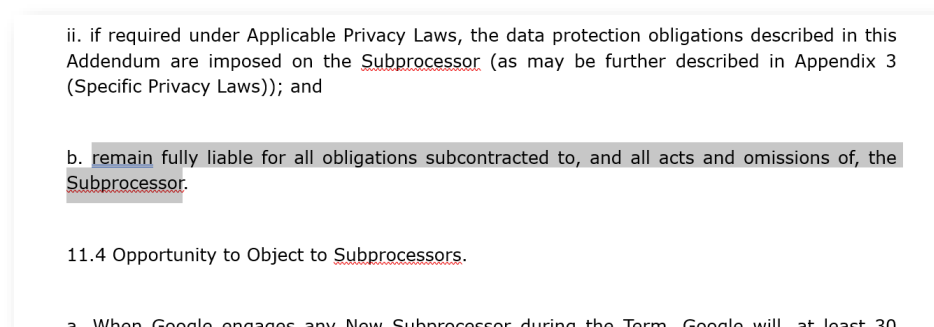 ii. if required under Applicable Privacy Laws, the data protection obligations described in this
Addendum are imposed on the Subprocessor (as may be further described in Appendix 3
(Specific Privacy Laws)); and
b. remain fully liable for all obligations subcontracted to, and all acts and omissions of, the
Subprocessor.
11.4 Opportunity to Object to Subprocessors.
a. When Google engages any New Subprocessor during the Term, Google will, at least 30